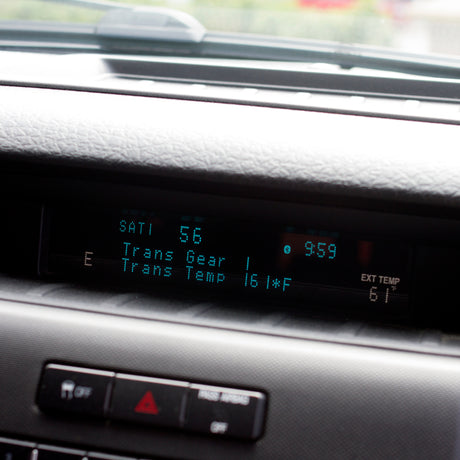 SAT1 56 9:59
Trans Gear 1
Trans Temp 161*F
E
EXT TEMP
61°F
OFF
PASS AIRBAG
OFF